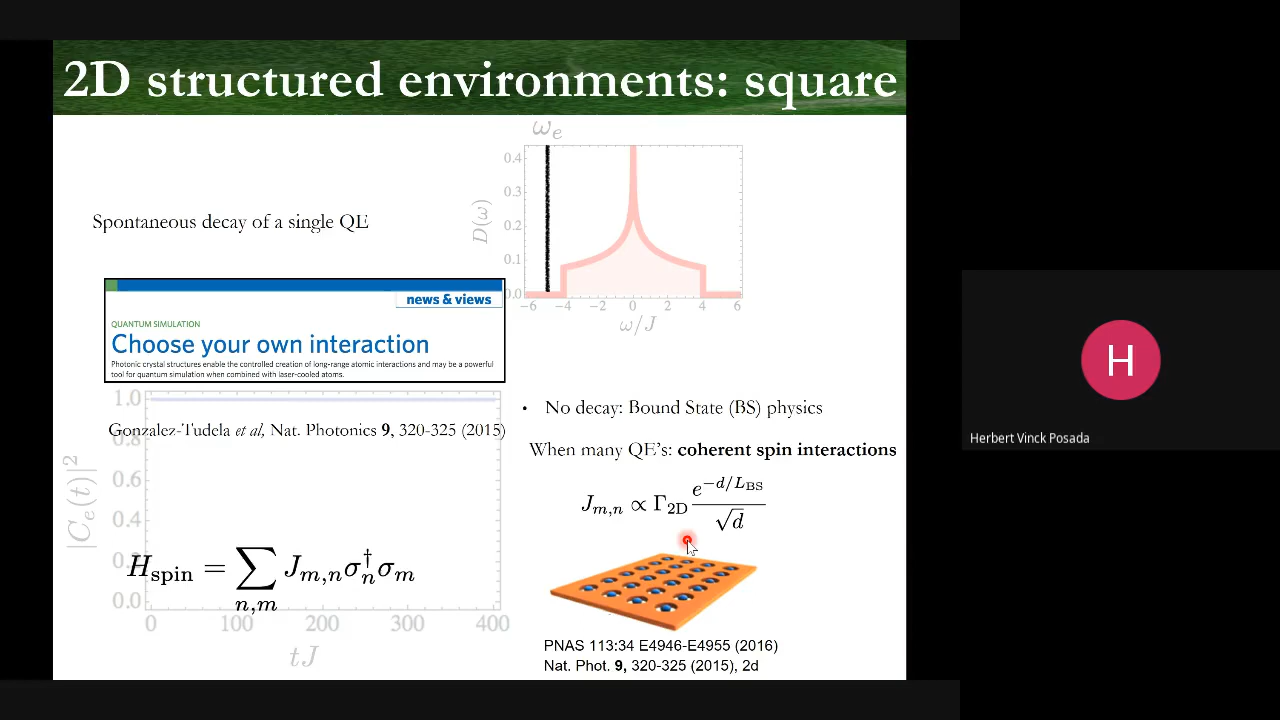 2D structured environments: square
ω_e
Spontaneous decay of a single QE
D(ω)
0.4
0.3
0.2
0.1
0.0
−6 −4 −2 0 2 4 6
ω/J
news & views
QUANTUM SIMULATION
Choose your own interaction
Photonic crystal structures enable the controlled creation of long-range atomic interactions and may be a powerful
tool for quantum simulation when combined with laser-cooled atoms.
Gonzalez-Tudela et al, Nat. Photonics 9, 320-325 (2015)
|C_e(t)|²
1.0
0.8
0.6
0.4
0.2
0.0
0 100 200 300 400
tJ
H_spin = ∑_{n,m} J_{m,n} σ_n^† σ_m
• No decay: Bound State (BS) physics
When many QE's: coherent spin interactions
J_{m,n} ∝ Γ_2D e^{−d/L_BS} / √d
PNAS 113:34 E4946-E4955 (2016)
Nat. Phot. 9, 320-325 (2015), 2d
H
Herbert Vinck Posada